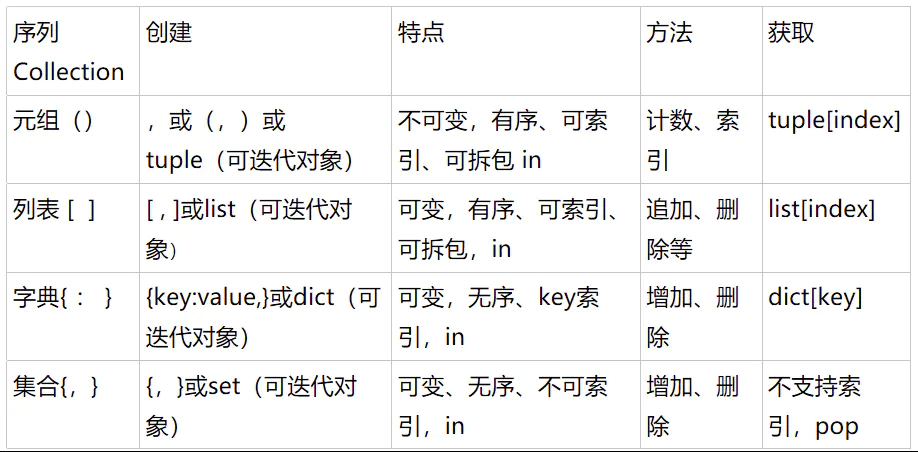 序列
Collection
创建
特点
方法
获取
元组（）
，或（，）或
tuple（可迭代对象）
不可变，有序、可索
引、可拆包 in
计数、索
引
tuple[index]
列表 [ ]
[ , ]或list（可迭代对
象）
可变，有序、可索引、
可拆包，in
追加、删
除等
list[index]
字典{ ： }
{key:value,}或dict（可
迭代对象）
可变，无序、key索
引，in
增加、删
除
dict[key]
集合{，}
{，}或set（可迭代对
象）
可变、无序、不可索
引，in
增加、删
除
不支持索
引，pop